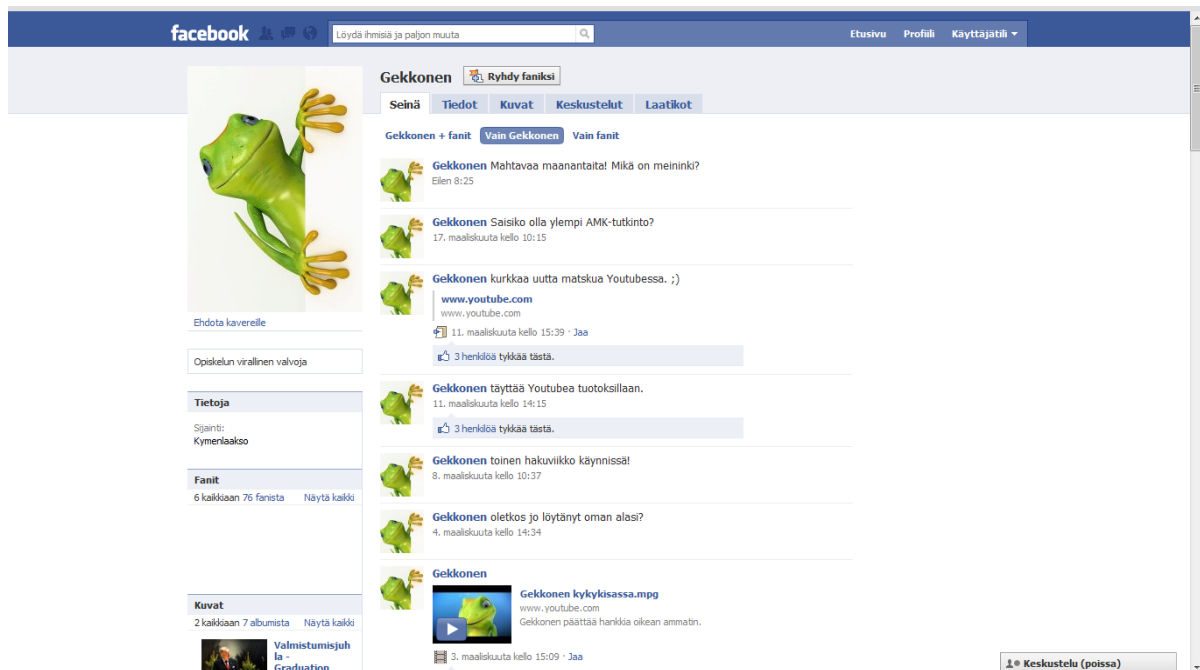 facebook
Löydä ihmisiä ja paljon muuta
Etusivu Profiili Käyttäjätili
Gekkonen Ryhdy faniksi
Seinä Tiedot Kuvat Keskustelut Laatikot
Gekkonen + fanit Vain Gekkonen Vain fanit
Gekkonen Mahtavaa maanantaita! Mikä on meininki?
Eilen 8:25
Gekkonen Saisiko olla ylempi AMK-tutkinto?
17. maaliskuuta kello 10:15
Gekkonen kurkkaa uutta matskua Youtubessa. ;)
www.youtube.com
www.youtube.com
11. maaliskuuta kello 15:39 · Jaa
3 henkilöä tykkää tästä.
Gekkonen täyttää Youtubea tuotoksillaan.
11. maaliskuuta kello 14:15
3 henkilöä tykkää tästä.
Gekkonen toinen hakuviikko käynnissä!
8. maaliskuuta kello 10:37
Gekkonen oletkos jo löytänyt oman alasi?
4. maaliskuuta kello 14:34
Gekkonen
Gekkonen kykykisassa.mpg
www.youtube.com
Gekkonen päättää hankkia oikean ammatin.
3. maaliskuuta kello 15:09 · Jaa
Ehdota kavereille
Opiskelun virallinen valvoja
Tietoja
Sijainti:
Kymenlaakso
Fanit
6 kaikkiaan 76 fanista Näytä kaikki
Kuvat
2 kaikkiaan 7 albumista Näytä kaikki
Valmistumisjuh
la -
Graduation
Keskustelu (poissa)